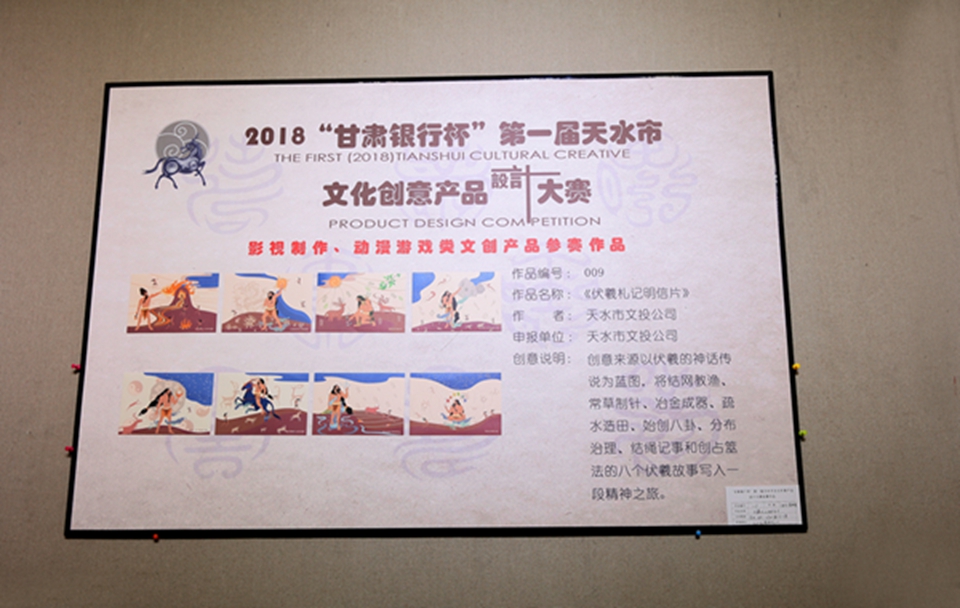 2018 “甘肃银行杯” 第一届天水市
THE FIRST (2018)TIANSHUI CULTURAL CREATIVE
文化创意产品設計大赛
PRODUCT DESIGN COMPETITION
影视制作、动漫游戏类文创产品参赛作品
作品编号： 009
作品名称：《伏羲札记明信片》
作 者： 天水市文投公司
申报单位： 天水市文投公司
创意说明： 创意来源以伏羲的神话传
说为蓝图，将结网教渔、
常草制针、冶金成器、疏
水造田、始创八卦、分布
治理、结绳记事和创占筮
法的八个伏羲故事写入一
段精神之旅。